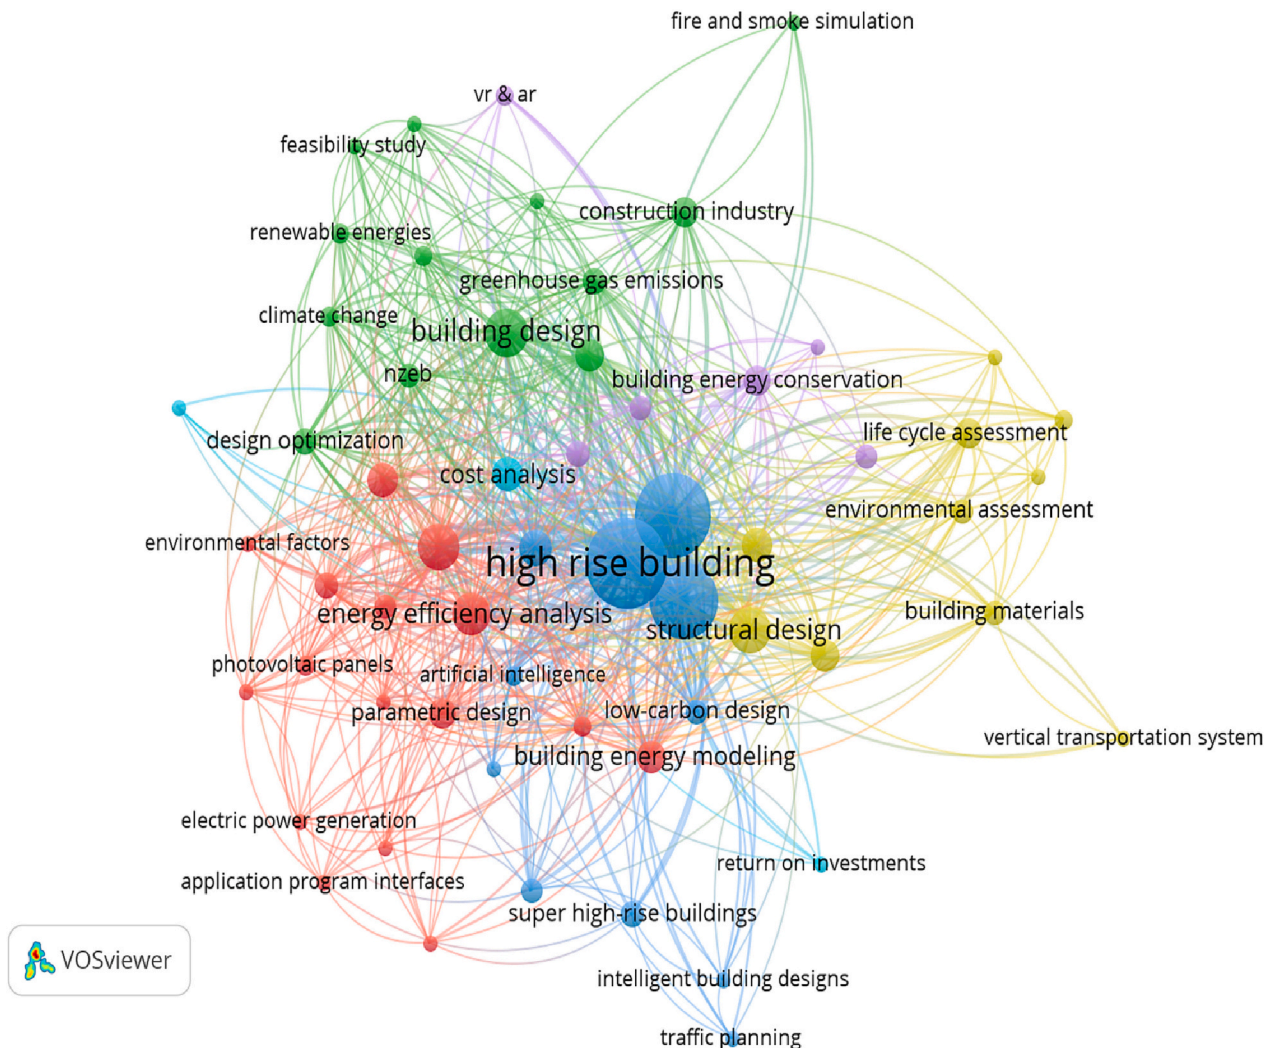 fire and smoke simulation
vr & ar
feasibility study
construction industry
renewable energies
greenhouse gas emissions
climate change
building design
nzeb
building energy conservation
life cycle assessment
design optimization
cost analysis
environmental assessment
environmental factors
high rise building
energy efficiency analysis
building materials
structural design
photovoltaic panels
artificial intelligence
parametric design
low-carbon design
vertical transportation system
building energy modeling
electric power generation
return on investments
application program interfaces
super high-rise buildings
VOSviewer
intelligent building designs
traffic planning